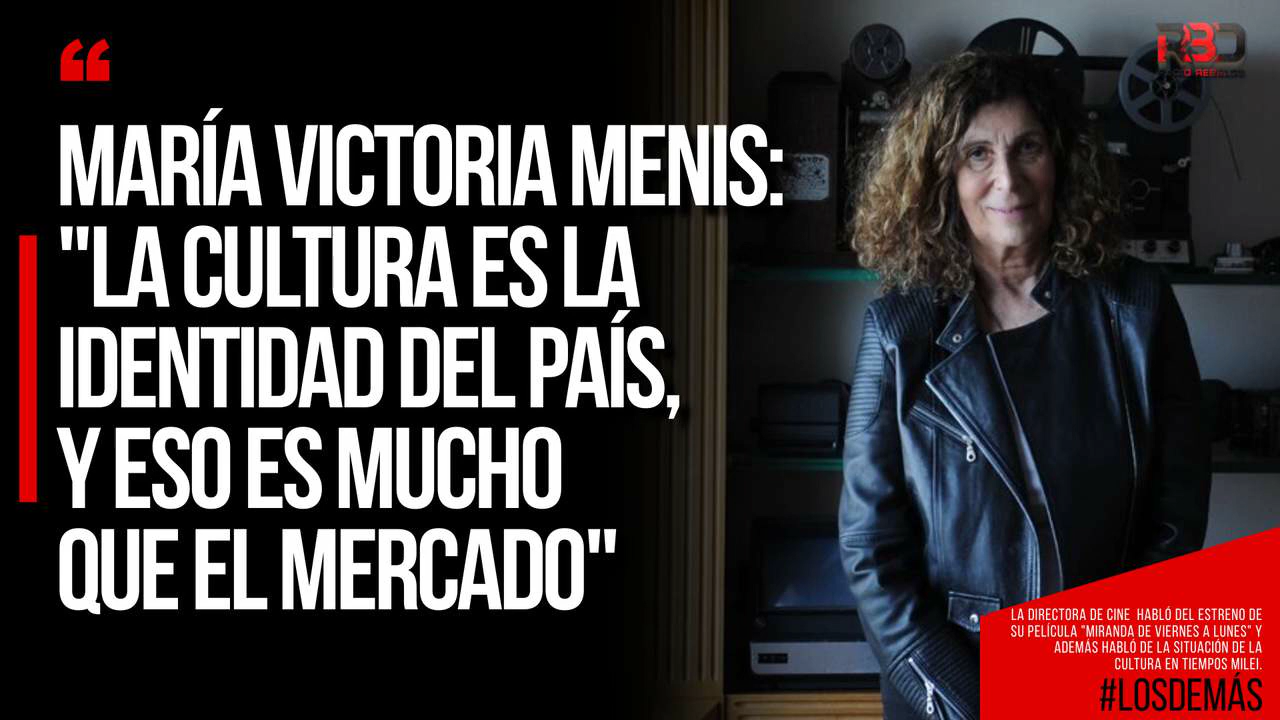 “
MARÍA VICTORIA MENIS:
"LA CULTURA ES LA
IDENTIDAD DEL PAÍS,
Y ESO ES MUCHO
QUE EL MERCADO"
LA DIRECTORA DE CINE HABLÓ DEL ESTRENO DE
SU PELÍCULA "MIRANDA DE VIERNES A LUNES" Y
ADEMÁS HABLÓ DE LA SITUACIÓN DE LA
CULTURA EN TIEMPOS MILEI.
#LOSDEMÁS